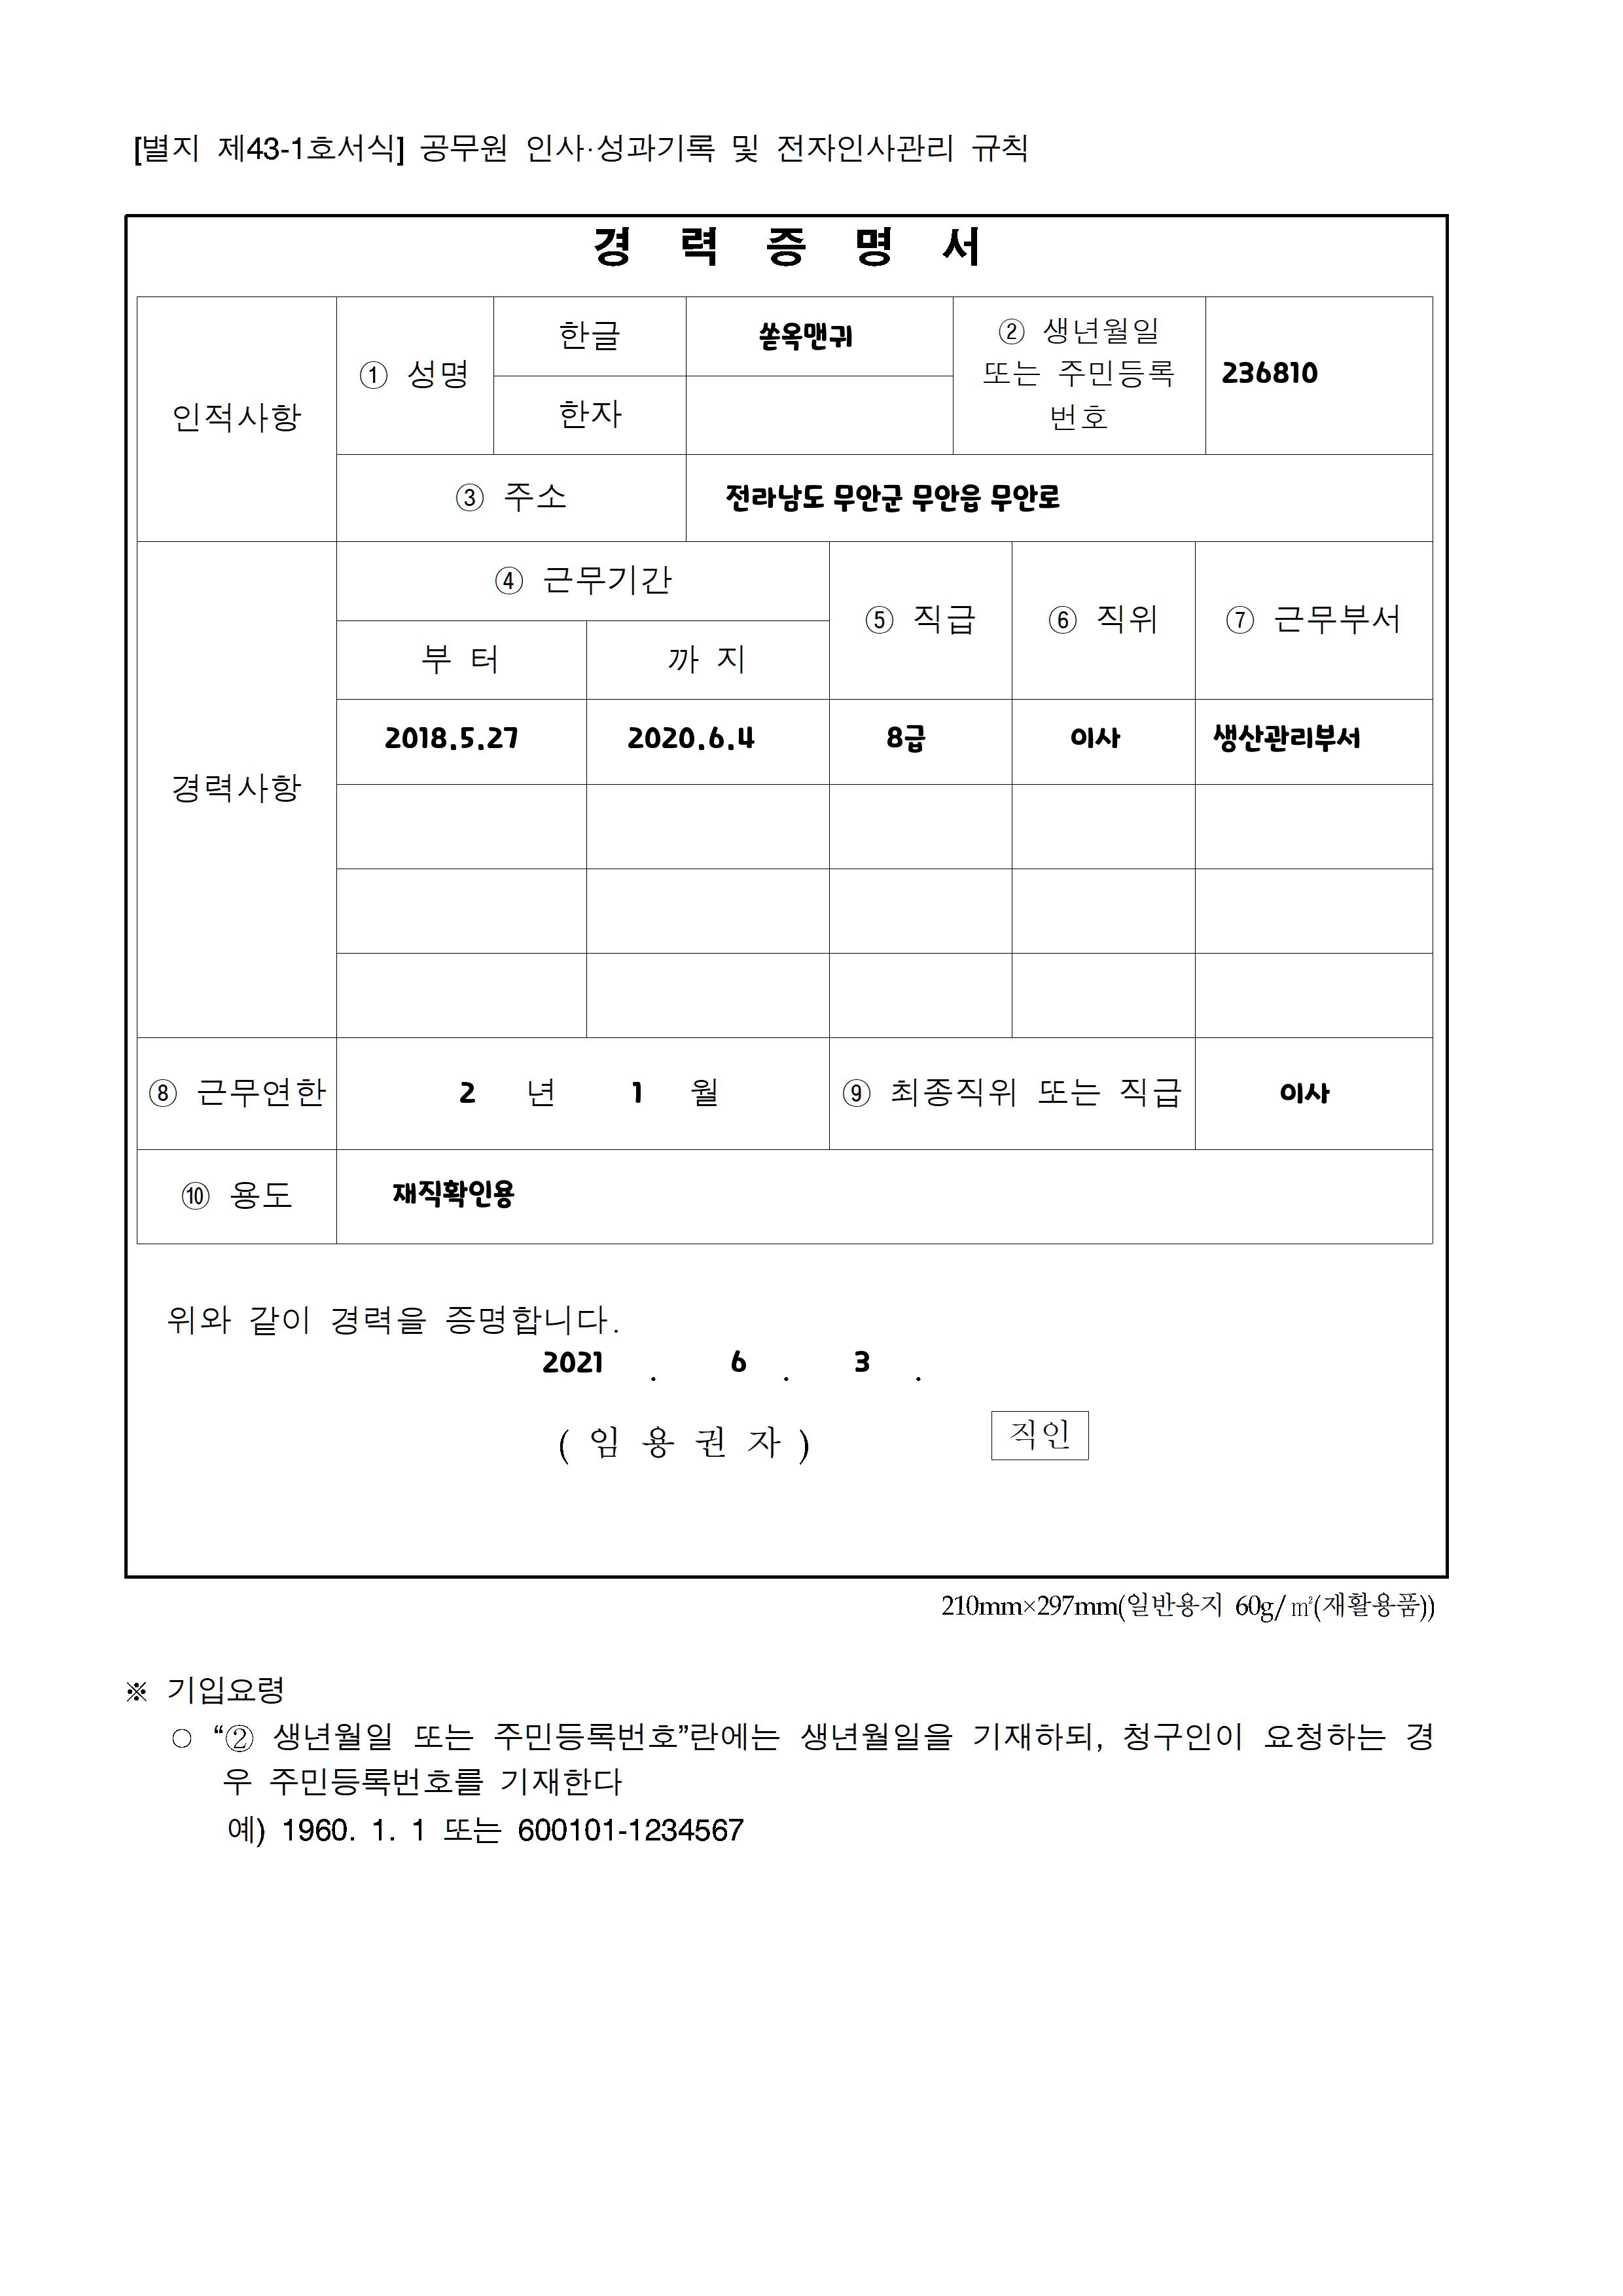 [별지 제43-1호서식] 공무원 인사·성과기록 및 전자인사관리 규칙
경 력 증 명 서
인적사항
① 성명
한글
쏟옥맨귀
한자
② 생년월일
또는 주민등록
번호
236810
③ 주소
전라남도 무안군 무안읍 무안로
경력사항
④ 근무기간
부 터
까 지
⑤ 직급
⑥ 직위
⑦ 근무부서
2018.5.27
2020.6.4
8급
이사
생산관리부서
⑧ 근무연한
2 년 1 월
⑨ 최종직위 또는 직급
이사
⑩ 용도
재직확인용
위와 같이 경력을 증명합니다.
2021 . 6 . 3 .
( 임 용 권 자 )
직인
210mm×297mm(일반용지 60g/㎡(재활용품))
※ 기입요령
○ “② 생년월일 또는 주민등록번호”란에는 생년월일을 기재하되, 청구인이 요청하는 경
우 주민등록번호를 기재한다
예) 1960. 1. 1 또는 600101-1234567